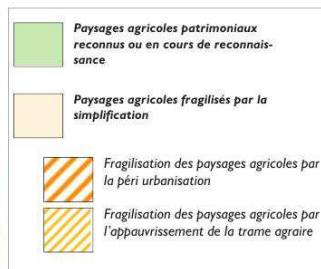 Paysages agricoles patrimoniaux
reconnus ou en cours de reconnais-
sance
Paysages agricoles fragilisés par la
simplification
Fragilisation des paysages agricoles par
la péri urbanisation
Fragilisation des paysages agricoles par
l'appauvrissement de la trame agraire